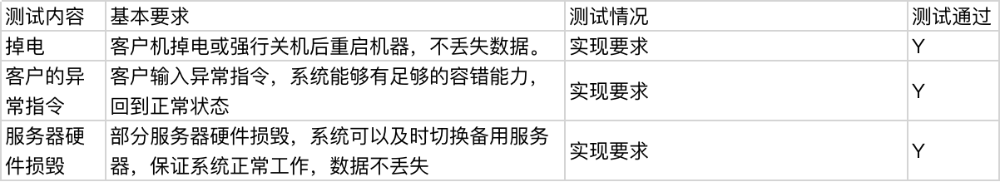 测试内容 基本要求 测试情况 测试通过
掉电 客户机掉电或强行关机后重启机器，不丢失数据。 实现要求 Y
客户的异常指令 客户输入异常指令，系统能够有足够的容错能力，
回到正常状态 实现要求 Y
服务器硬件损毁 部分服务器硬件损毁，系统可以及时切换备用服务
器，保证系统正常工作，数据不丢失 实现要求 Y